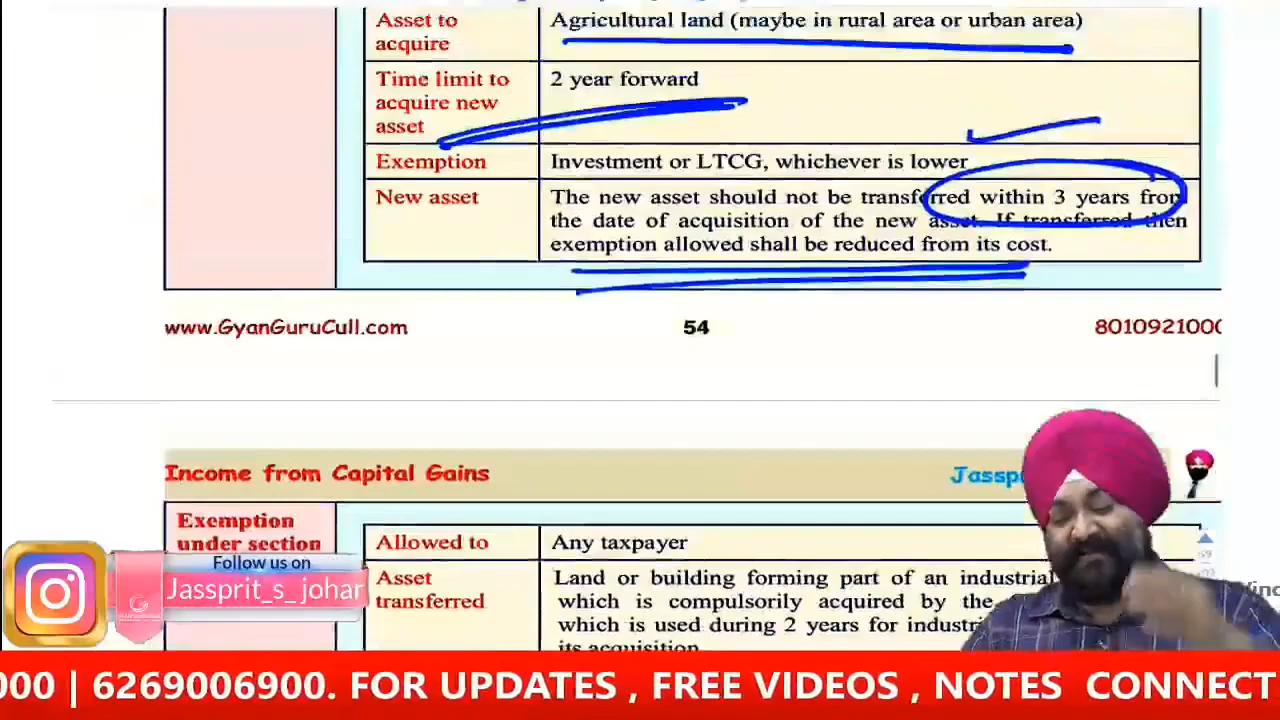 Asset to
acquire
Agricultural land (maybe in rural area or urban area)
Time limit to
acquire new
asset
2 year forward
Exemption
Investment or LTCG, whichever is lower
New asset
The new asset should not be transferred within 3 years from
the date of acquisition of the new asset. If transferred then
exemption allowed shall be reduced from its cost.
www.GyanGuruCull.com
54
801092100
Income from Capital Gains
Jassp
Exemption
under section
Allowed to
Any taxpayer
Asset
transferred
Land or building forming part of an industrial
which is compulsorily acquired by the
which is used during 2 years for industri
its acquisition
Follow us on
Jassprit_s_johar
000 | 6269006900. FOR UPDATES , FREE VIDEOS , NOTES CONNECT